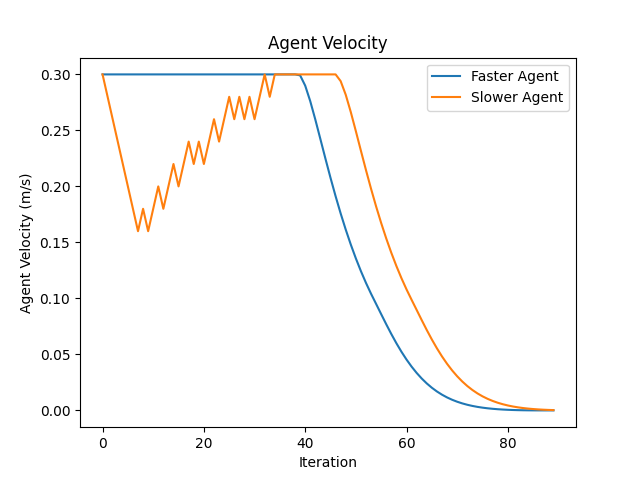 Agent Velocity
Faster Agent
Slower Agent
Agent Velocity (m/s)
0.30
0.25
0.20
0.15
0.10
0.05
0.00
0 20 40 60 80
Iteration